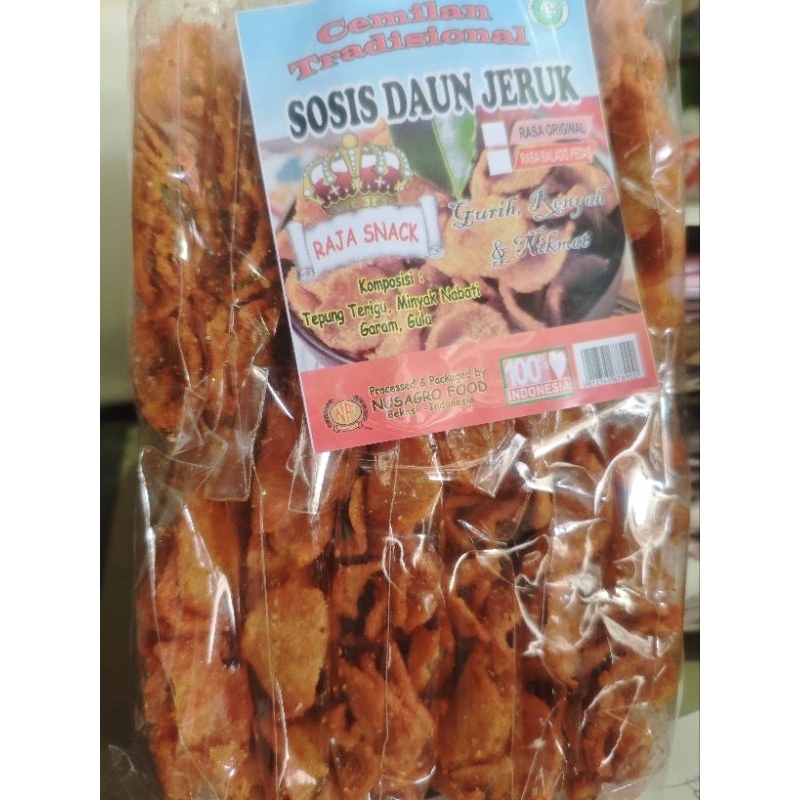 Cemilan
Tradisional
SOSIS DAUN JERUK
RASA ORIGINAL
RASA BALADO PEDAS
RAJA SNACK
Gurih, Renyah
& Nikmat
Komposisi :
Tepung Terigu, Minyak Nabati
Garam, Gula
Processed & Packaged by
NUSAGRO FOOD
Bekasi - Indonesia
NF
100%
INDONESIA